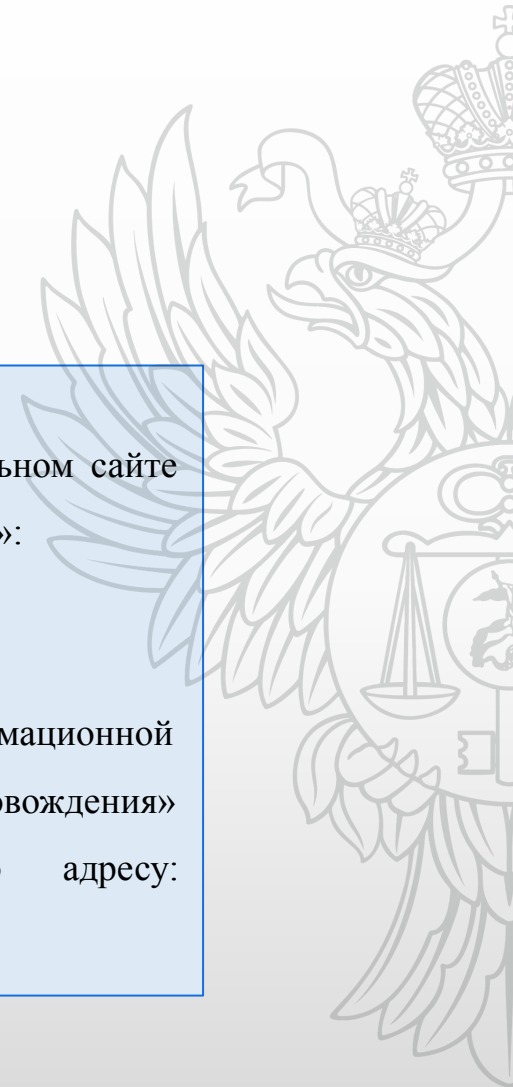 ьном сайте
»:
мационной
овождения»
адресу: